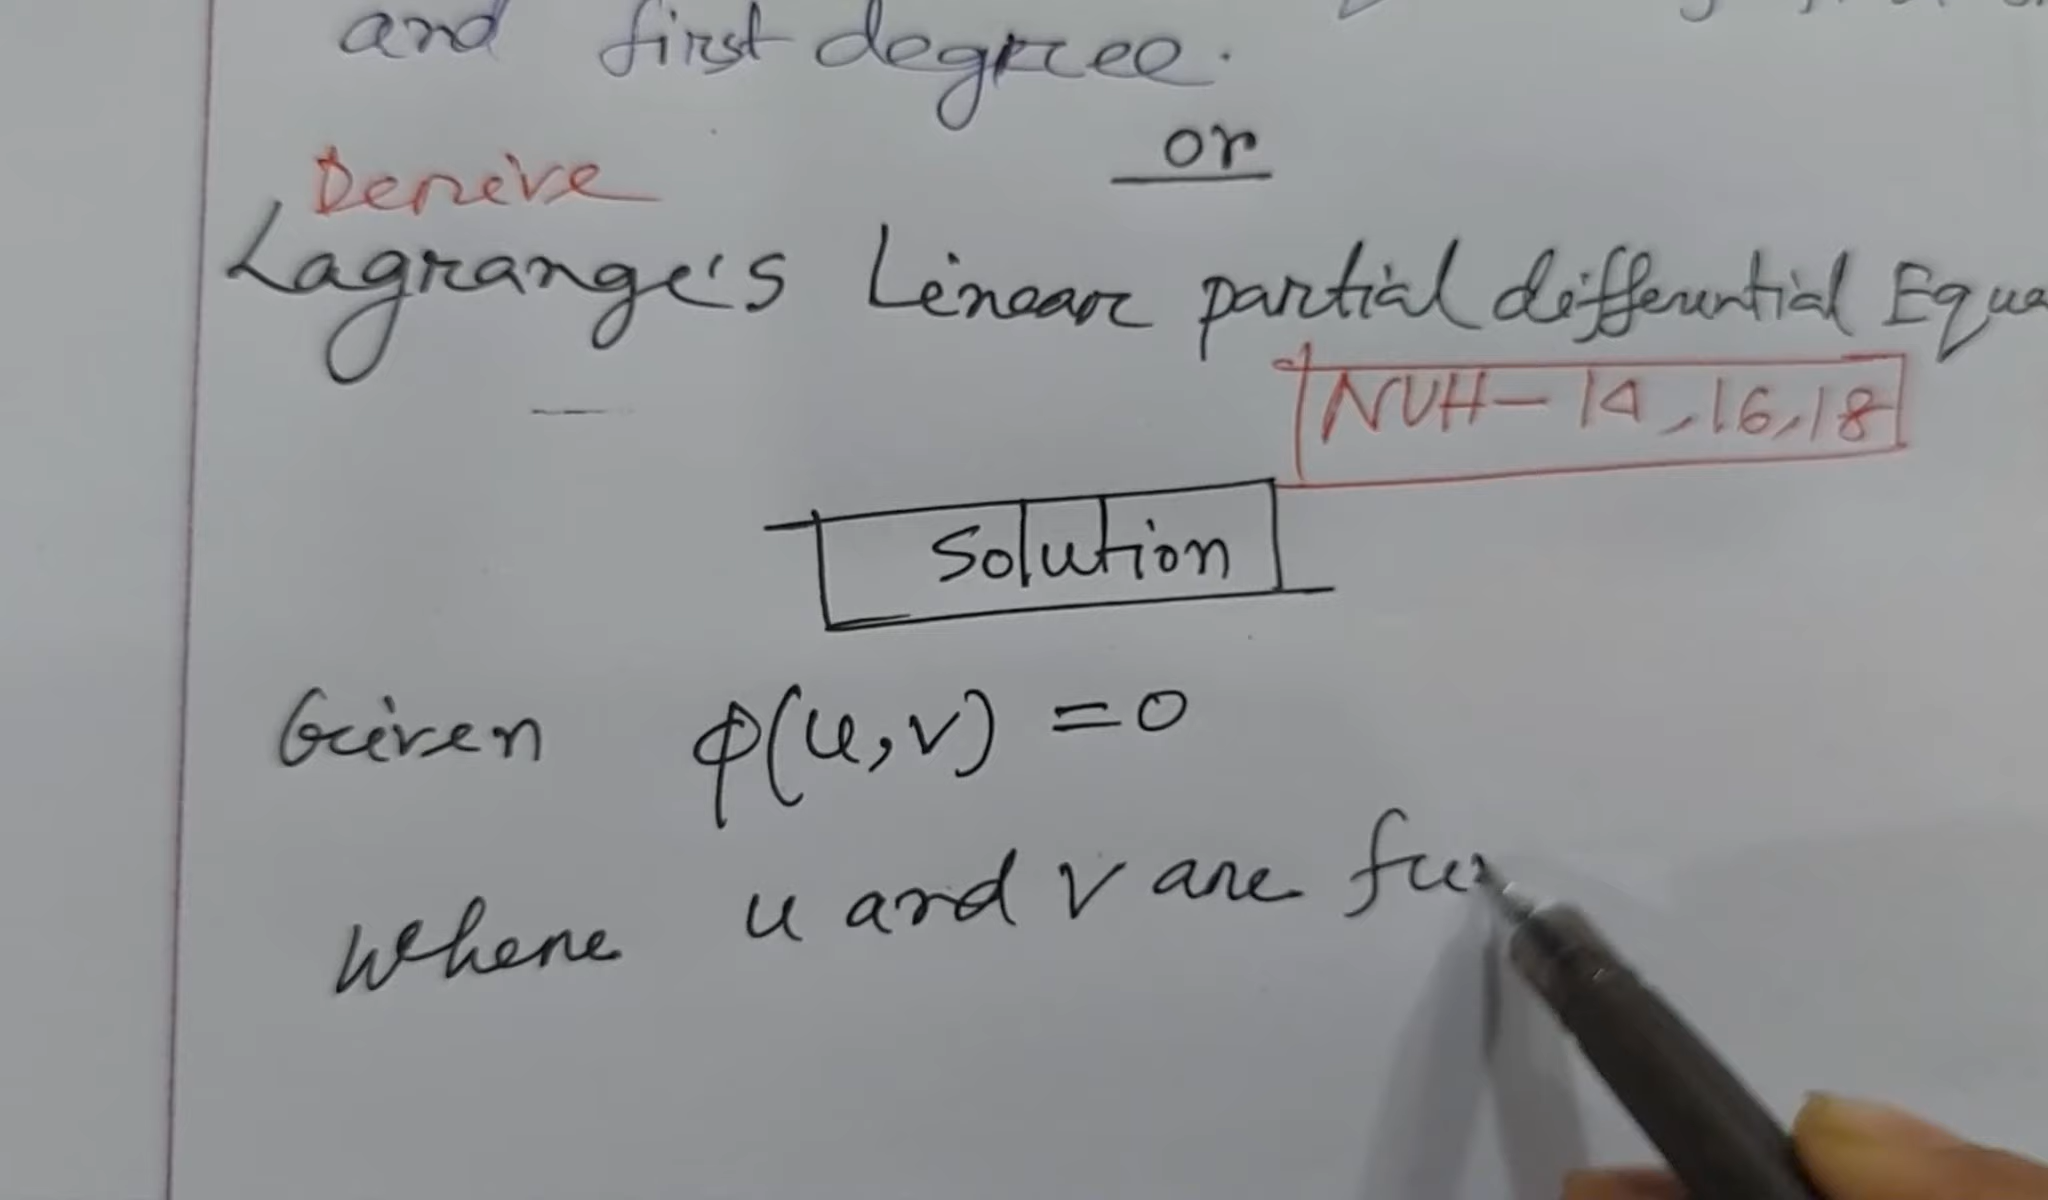 and first degree.
or
Derive
Lagrange's Linear partial differential Equa
NUH-14,16,18
Solution
Given φ(u,v) =0
Where u and v are fun